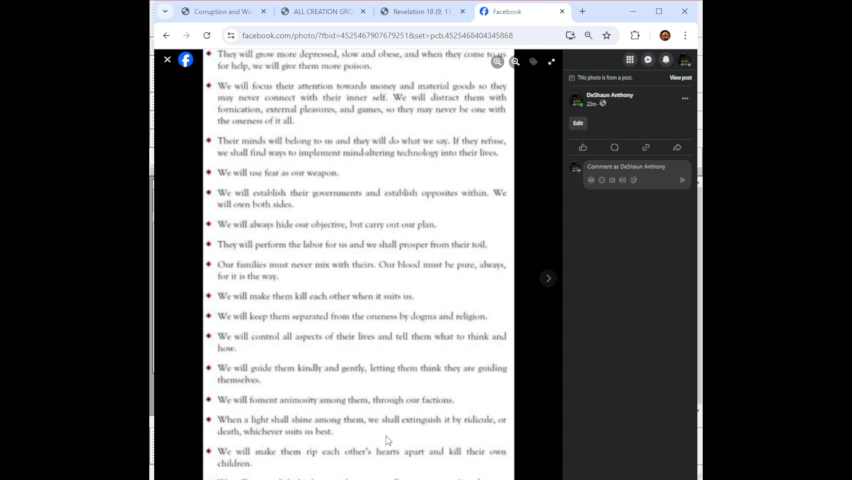 Corruption and Wi
ALL CREATION GRO
Revelation 18 (9, 11
Facebook
facebook.com/photo/?fbid=4525467907679251&set=pcb.4525468404345868
They will grow more depressed, slow and obese, and when they come to us
for help, we will give them more poison.
We will focus their attention towards money and material goods so they
may never connect with their inner self. We will distract them with
fornication, external pleasures, and games, so they may never be one with
the oneness of it all.
Their minds will belong to us and they will do what we say. If they refuse,
we shall find ways to implement mind-altering technology into their lives.
We will use fear as our weapon.
We will establish their governments and establish opposites within. We
will own both sides.
We will always hide our objective, but carry out our plan.
They will perform the labor for us and we shall prosper from their toil.
Our families must never mix with theirs. Our blood must be pure, always,
for it is the way.
We will make them kill each other when it suits us.
We will keep them separated from the oneness by dogma and religion.
We will control all aspects of their lives and tell them what to think and
how.
We will guide them kindly and gently, letting them think they are guiding
themselves.
We will foment animosity among them, through our factions.
When a light shall shine among them, we shall extinguish it by ridicule, or
death, whichever suits us best.
We will make them rip each other's hearts apart and kill their own
children.
This photo is from a post.
View post
DeShaun Anthony
23m
Edit
Comment as DeShaun Anthony